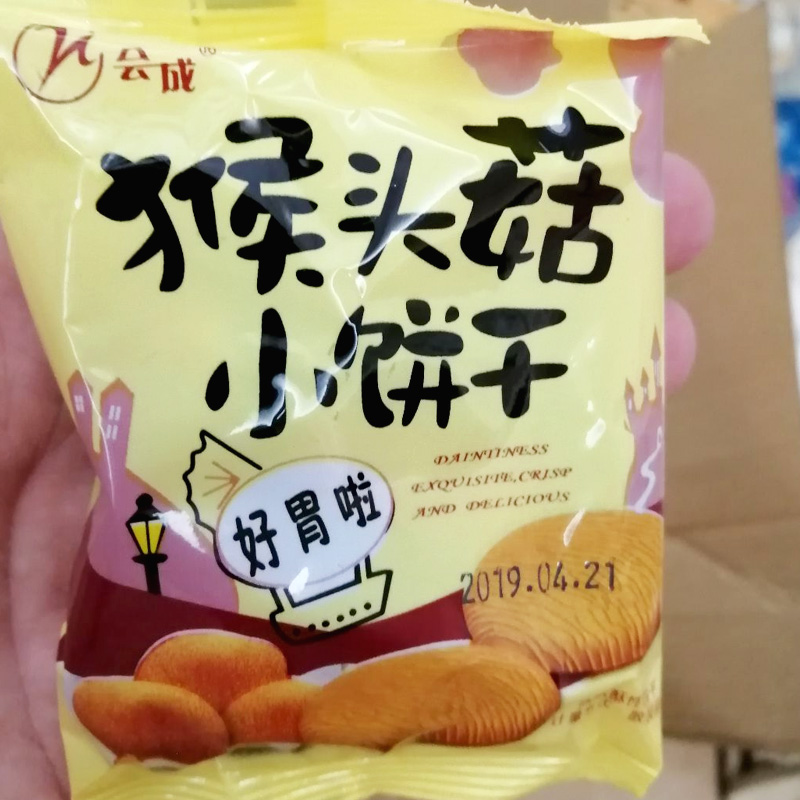 会成
猴头菇
小饼干
DAINTINESS
EXQUISITE,CRISP
AND DELICIOUS
好胃啦
2019.04.21